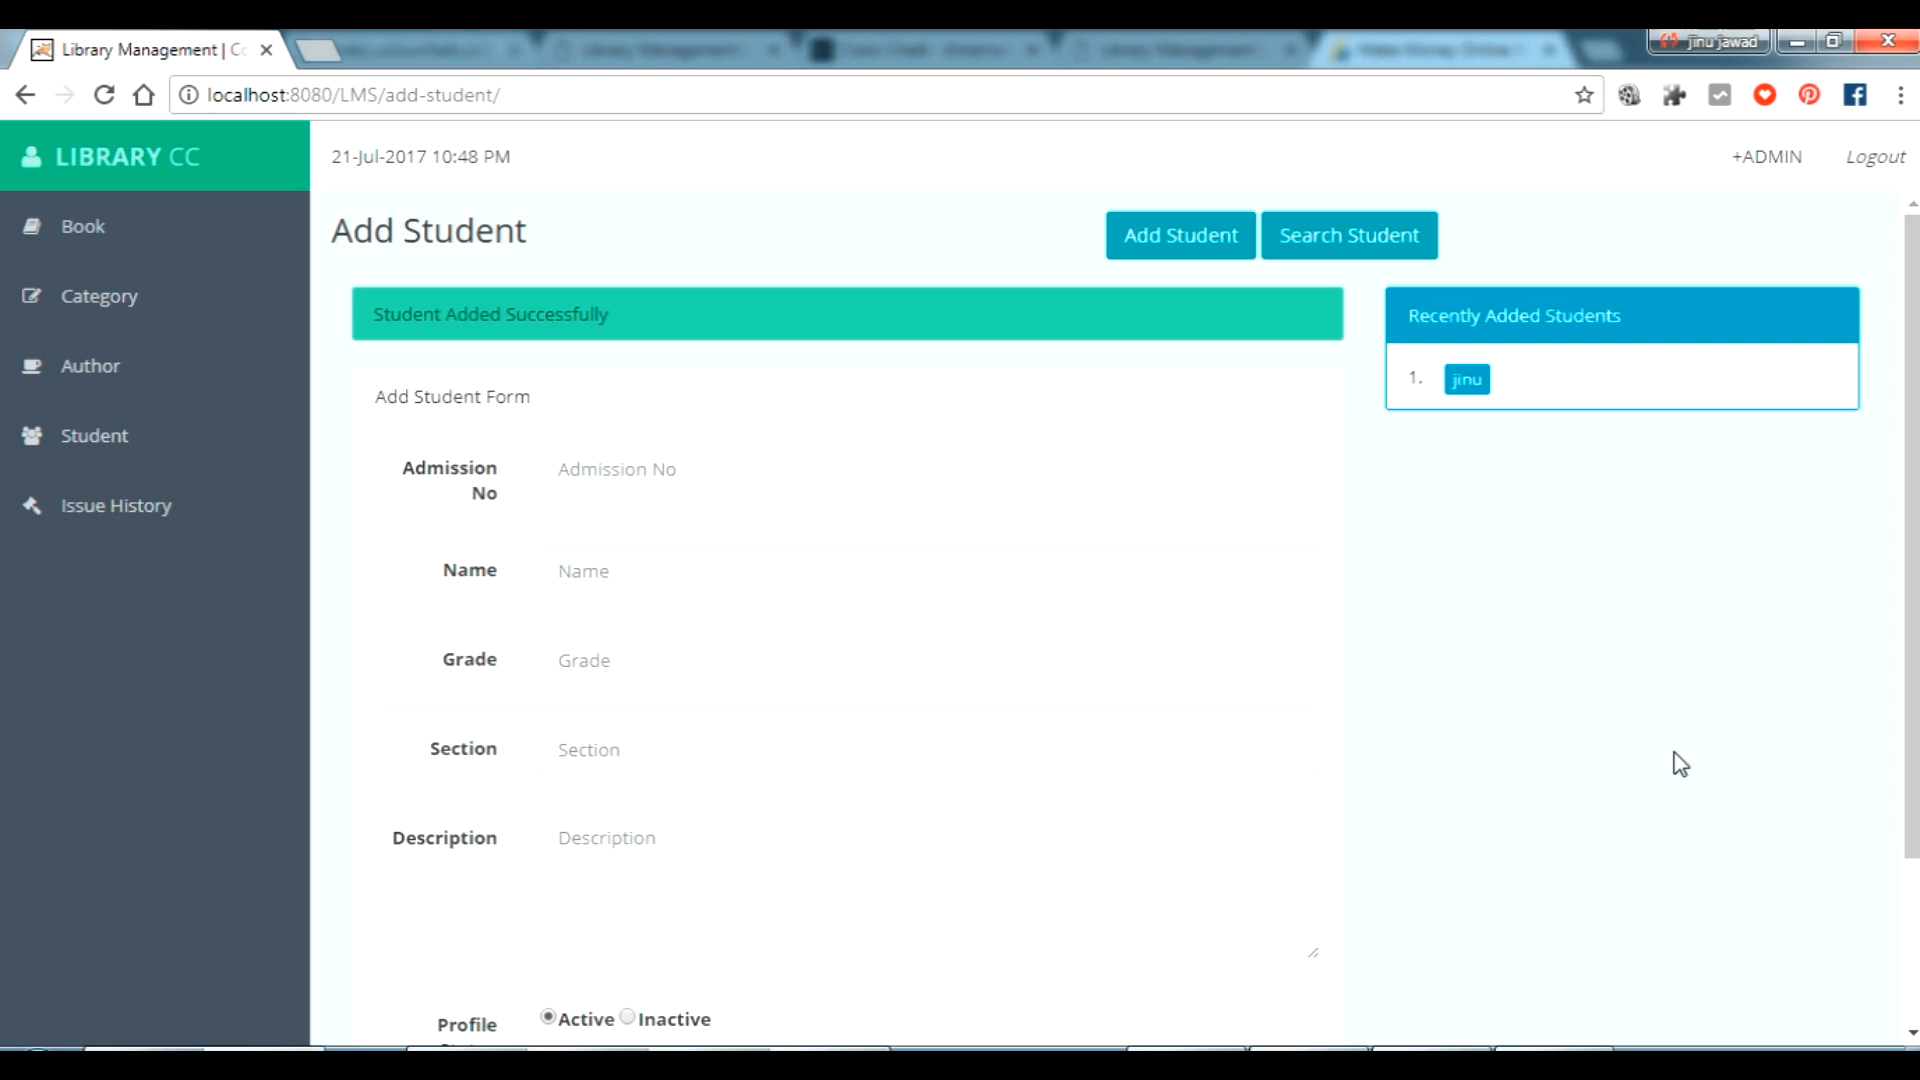 Library Management | Co
jinu jawad
localhost:8080/LMS/add-student/
LIBRARY CC
21-Jul-2017 10:48 PM
+ADMIN
Logout
Book
Category
Author
Student
Issue History
Add Student
Add Student
Search Student
Student Added Successfully
Recently Added Students
1. jinu
Add Student Form
Admission
No
Admission No
Name
Name
Grade
Grade
Section
Section
Description
Description
Profile
Active
Inactive